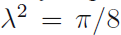 λ² = π/8